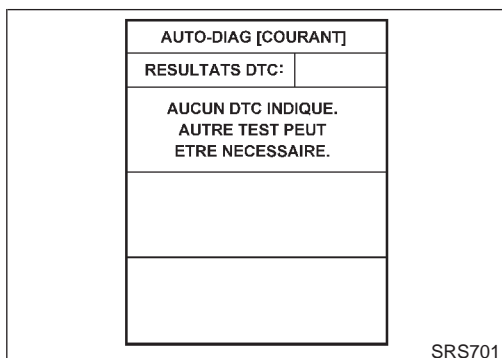 AUTO-DIAG [COURANT]
RESULTATS DTC:
AUCUN DTC INDIQUE.
AUTRE TEST PEUT
ETRE NECESSAIRE.
SRS701